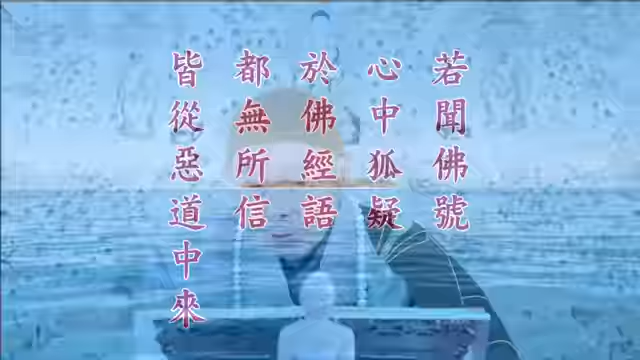 若聞佛號
心中狐疑
於佛經語
都無所信
皆從惡道中來